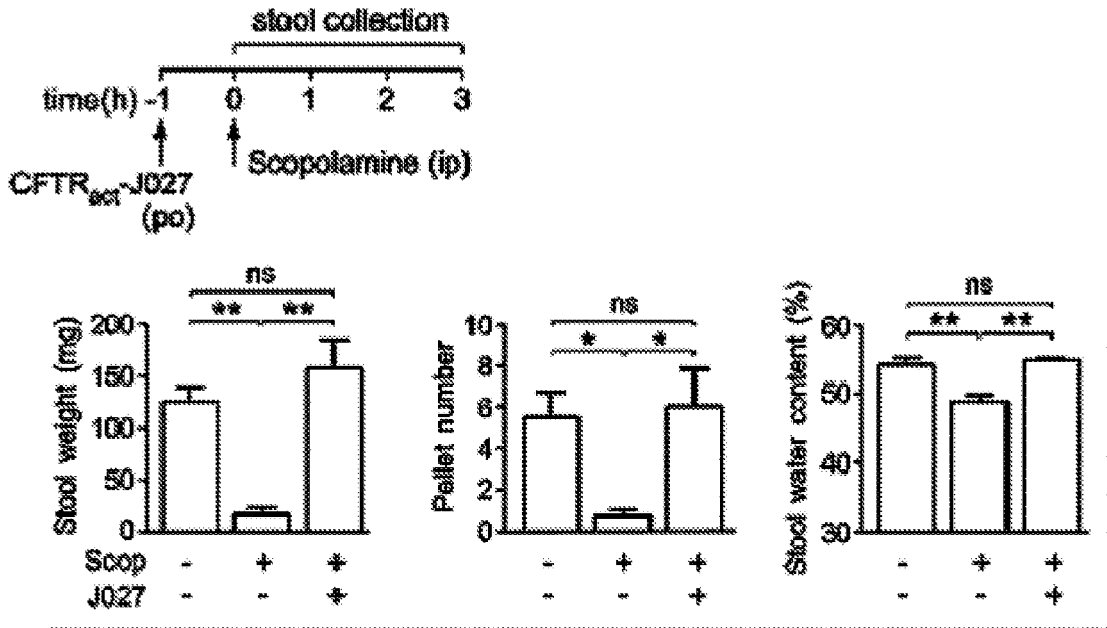 stool collection
time(h) -1 0 1 2 3
Scopolamine (ip)
CFTRact-J027
(po)
ns
** **
Stool weight (mg)
200
150
100
50
0
Scop - + +
J027 - - +
ns
* *
Pellet number
10
8
6
4
2
0
- + +
- - +
ns
** **
Stool water content (%)
60
50
40
30
- + +
- - +